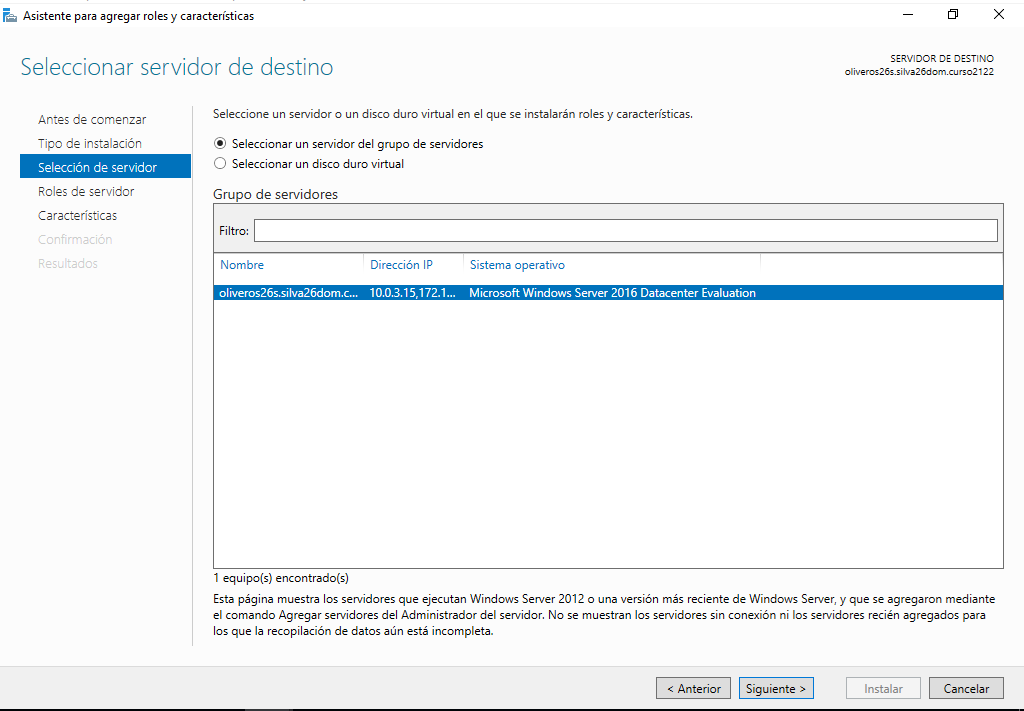 Asistente para agregar roles y características
Seleccionar servidor de destino
SERVIDOR DE DESTINO
oliveros26s.silva26dom.curso2122
Antes de comenzar
Tipo de instalación
Selección de servidor
Roles de servidor
Características
Confirmación
Resultados
Seleccione un servidor o un disco duro virtual en el que se instalarán roles y características.
Seleccionar un servidor del grupo de servidores
Seleccionar un disco duro virtual
Grupo de servidores
Filtro:
Nombre Dirección IP Sistema operativo
oliveros26s.silva26dom.c... 10.0.3.15,172.1... Microsoft Windows Server 2016 Datacenter Evaluation
1 equipo(s) encontrado(s)
Esta página muestra los servidores que ejecutan Windows Server 2012 o una versión más reciente de Windows Server, y que se agregaron mediante
el comando Agregar servidores del Administrador del servidor. No se muestran los servidores sin conexión ni los servidores recién agregados para
los que la recopilación de datos aún está incompleta.
< Anterior Siguiente > Instalar Cancelar